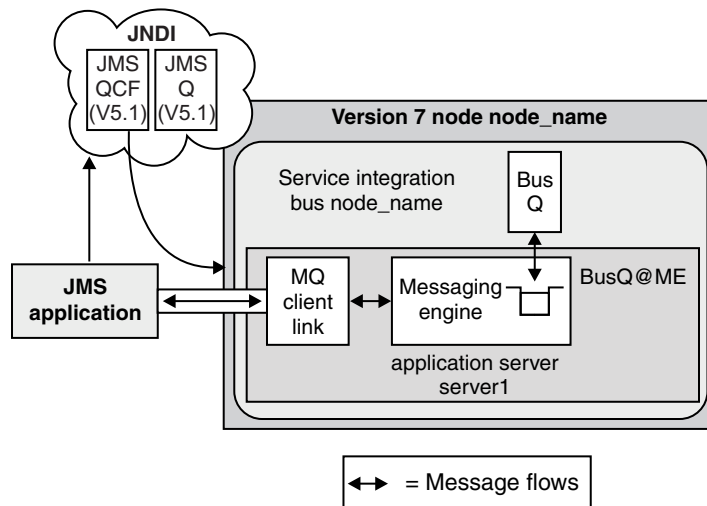 JNDI
JMS
QCF
(V5.1)
JMS
Q
(V5.1)
Version 7 node node_name
Service integration
bus node_name
Bus
Q
JMS
application
MQ
client
link
Messaging
engine
BusQ@ME
application server
server1
= Message flows